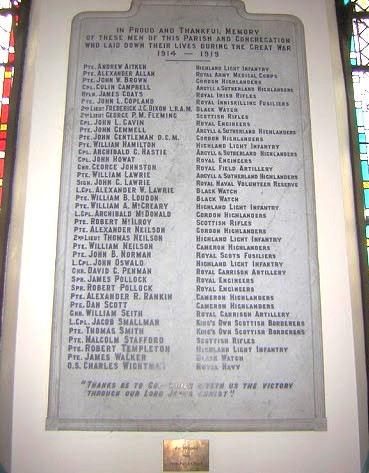 In Proud and Thankful Memory
of these men of this Parish and Congregation
who laid down their lives during the Great War
1914 — 1919
Pte. Andrew Aitken Highland Light Infantry
Pte. Alexander Allan Royal Army Medical Corps
Pte. John W. Brown Gordon Highlanders
Cpl. Colin Campbell Argyll & Sutherland Highlanders
Rfln. James Coats Royal Irish Rifles
Pte. John L. Copland Royal Inniskilling Fusiliers
2nd Lieut Frederick J.C. Dixon L.R.A.M. Black Watch
2nd Lieut George P.M. Fleming Scottish Rifles
Cpl. John L. Gavin Royal Engineers
Pte. John Gemmell Argyll & Sutherland Highlanders
Pte. John Gentleman D.C.M. Gordon Highlanders
Pte. William Hamilton Highland Light Infantry
Cpl. Archibald C. Hastie Argyll & Sutherland Highlanders
Cpl. John Howat Royal Engineers
Gnr. George Johnston Royal Field Artillery
Pte. William Lawrie Argyll & Sutherland Highlanders
Sign. John G. Lawrie Royal Naval Volunteer Reserve
L.Cpl. Alexander W. Lawrie Black Watch
Pte. William B. Loudon Black Watch
Pte. William A. McCreary Highland Light Infantry
L.Cpl. Archibald McDonald Gordon Highlanders
Pte. Robert McIlroy Scottish Rifles
Pte. Alexander Neilson Gordon Highlanders
2nd Lieut Thomas Neilson Highland Light Infantry
Pte. William Neilson Cameron Highlanders
Pte. John B. Norman Royal Scots Fusiliers
L.Cpl. John Oswald Highland Light Infantry
Gnr. David C. Penman Royal Garrison Artillery
Spr. James Pollock Royal Engineers
Spr. Robert Pollock Royal Engineers
Pte. Alexander R. Rankin Cameron Highlanders
Pte. Dan Scott Cameron Highlanders
Gnr. William Seith Royal Garrison Artillery
L.Cpl. Jacob Smallman King's Own Scottish Borderers
Pte. Thomas Smith King's Own Scottish Borderers
Pte. Malcolm Stafford Scottish Rifles
Pte. Robert Templeton Highland Light Infantry
Pte. James Walker Black Watch
O.S. Charles Wightman Royal Navy
"Thanks be to God which giveth us the victory
through our Lord Jesus Christ".